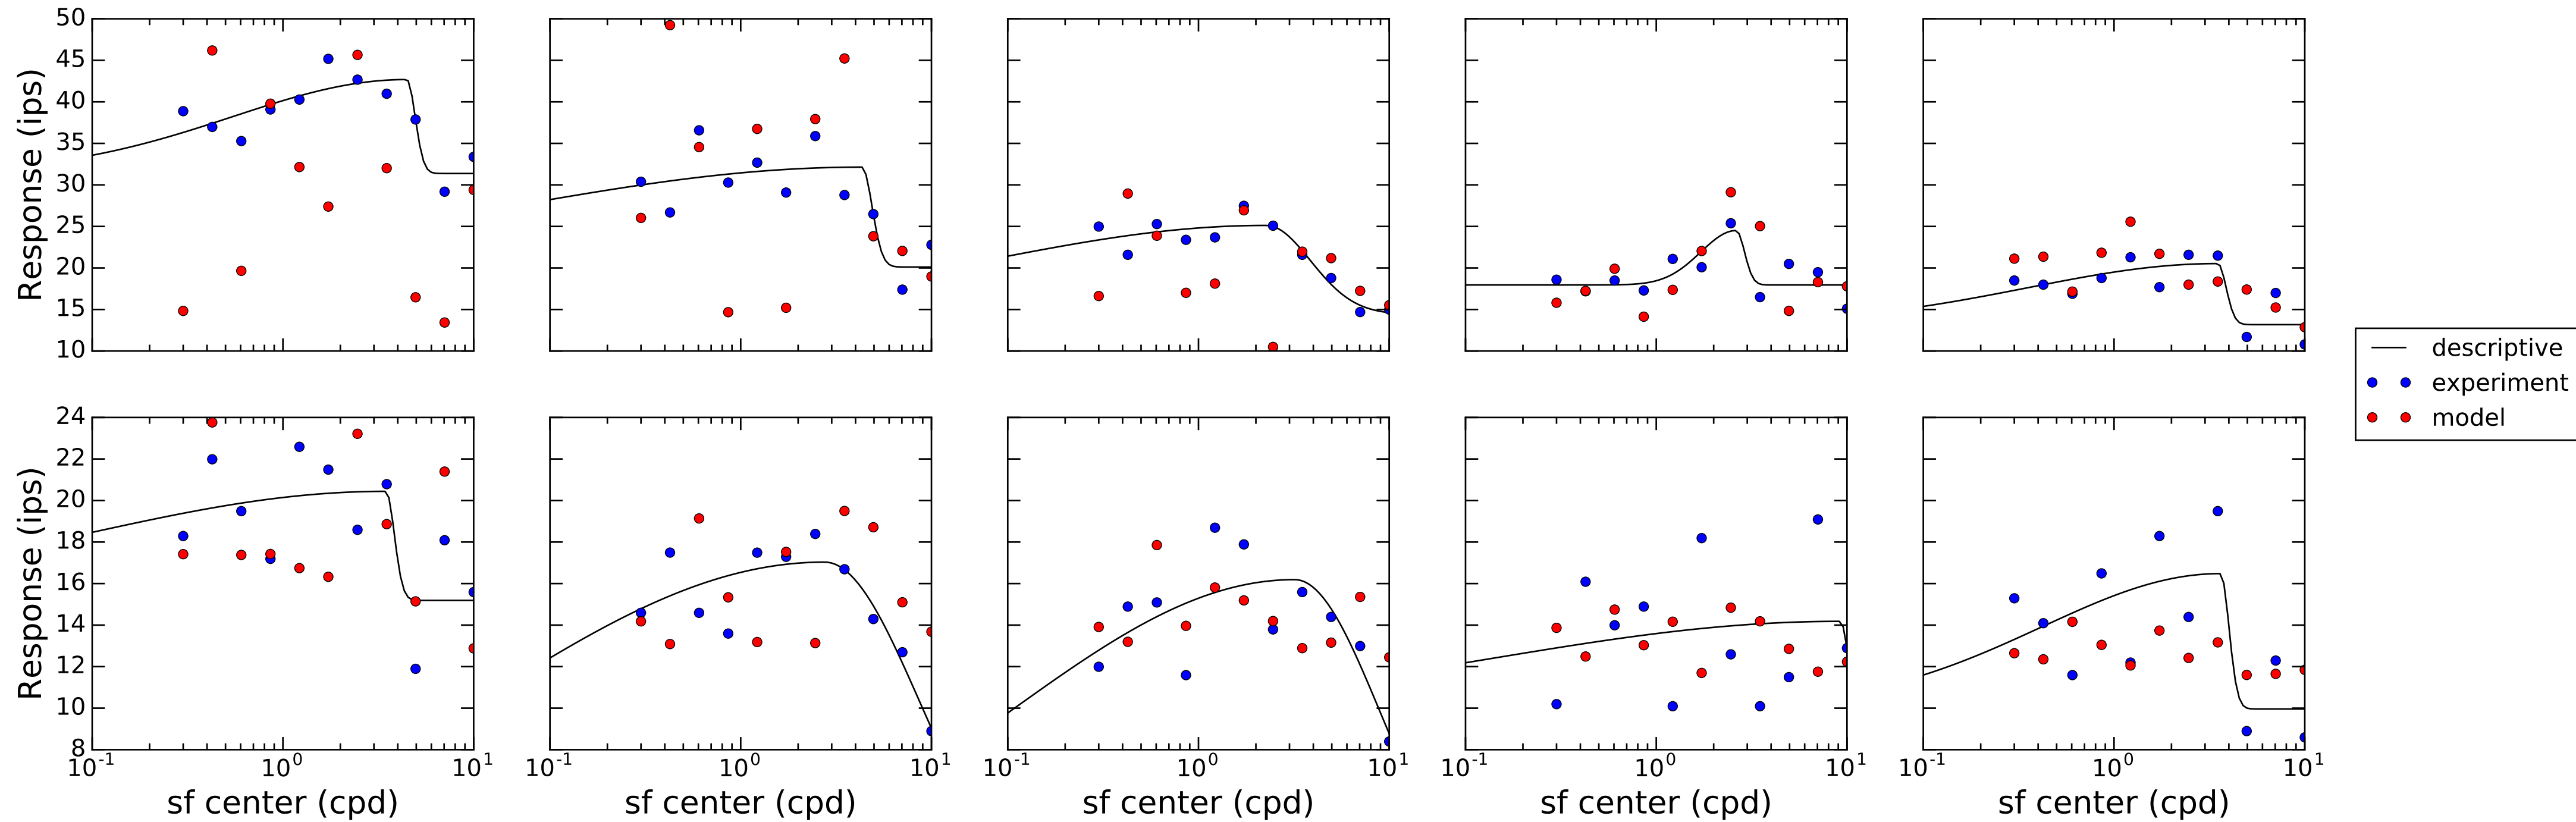 Response (ips)
50
45
40
35
30
25
20
15
10
descriptive
experiment
model
Response (ips)
24
22
20
18
16
14
12
10
8
10⁻¹ 10⁰ 10¹
10⁻¹ 10⁰ 10¹
10⁻¹ 10⁰ 10¹
10⁻¹ 10⁰ 10¹
10⁻¹ 10⁰ 10¹
sf center (cpd)
sf center (cpd)
sf center (cpd)
sf center (cpd)
sf center (cpd)